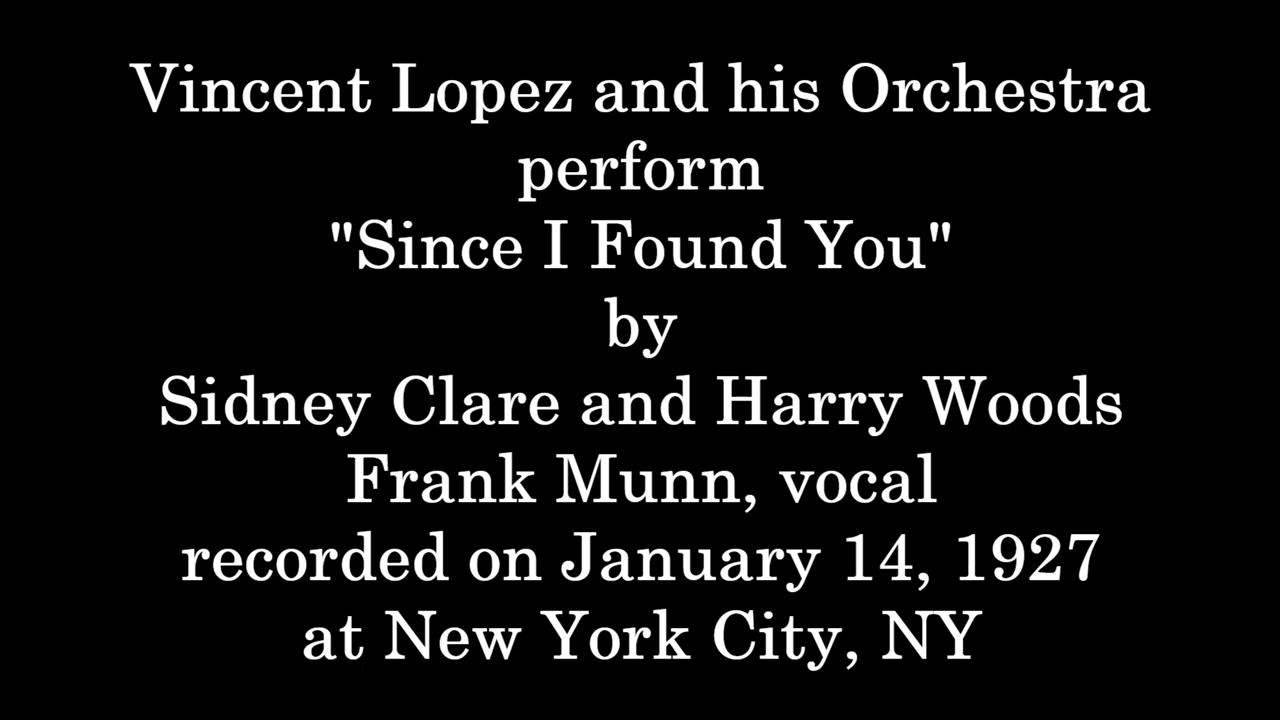 Vincent Lopez and his Orchestra
perform
"Since I Found You"
by
Sidney Clare and Harry Woods
Frank Munn, vocal
recorded on January 14, 1927
at New York City, NY